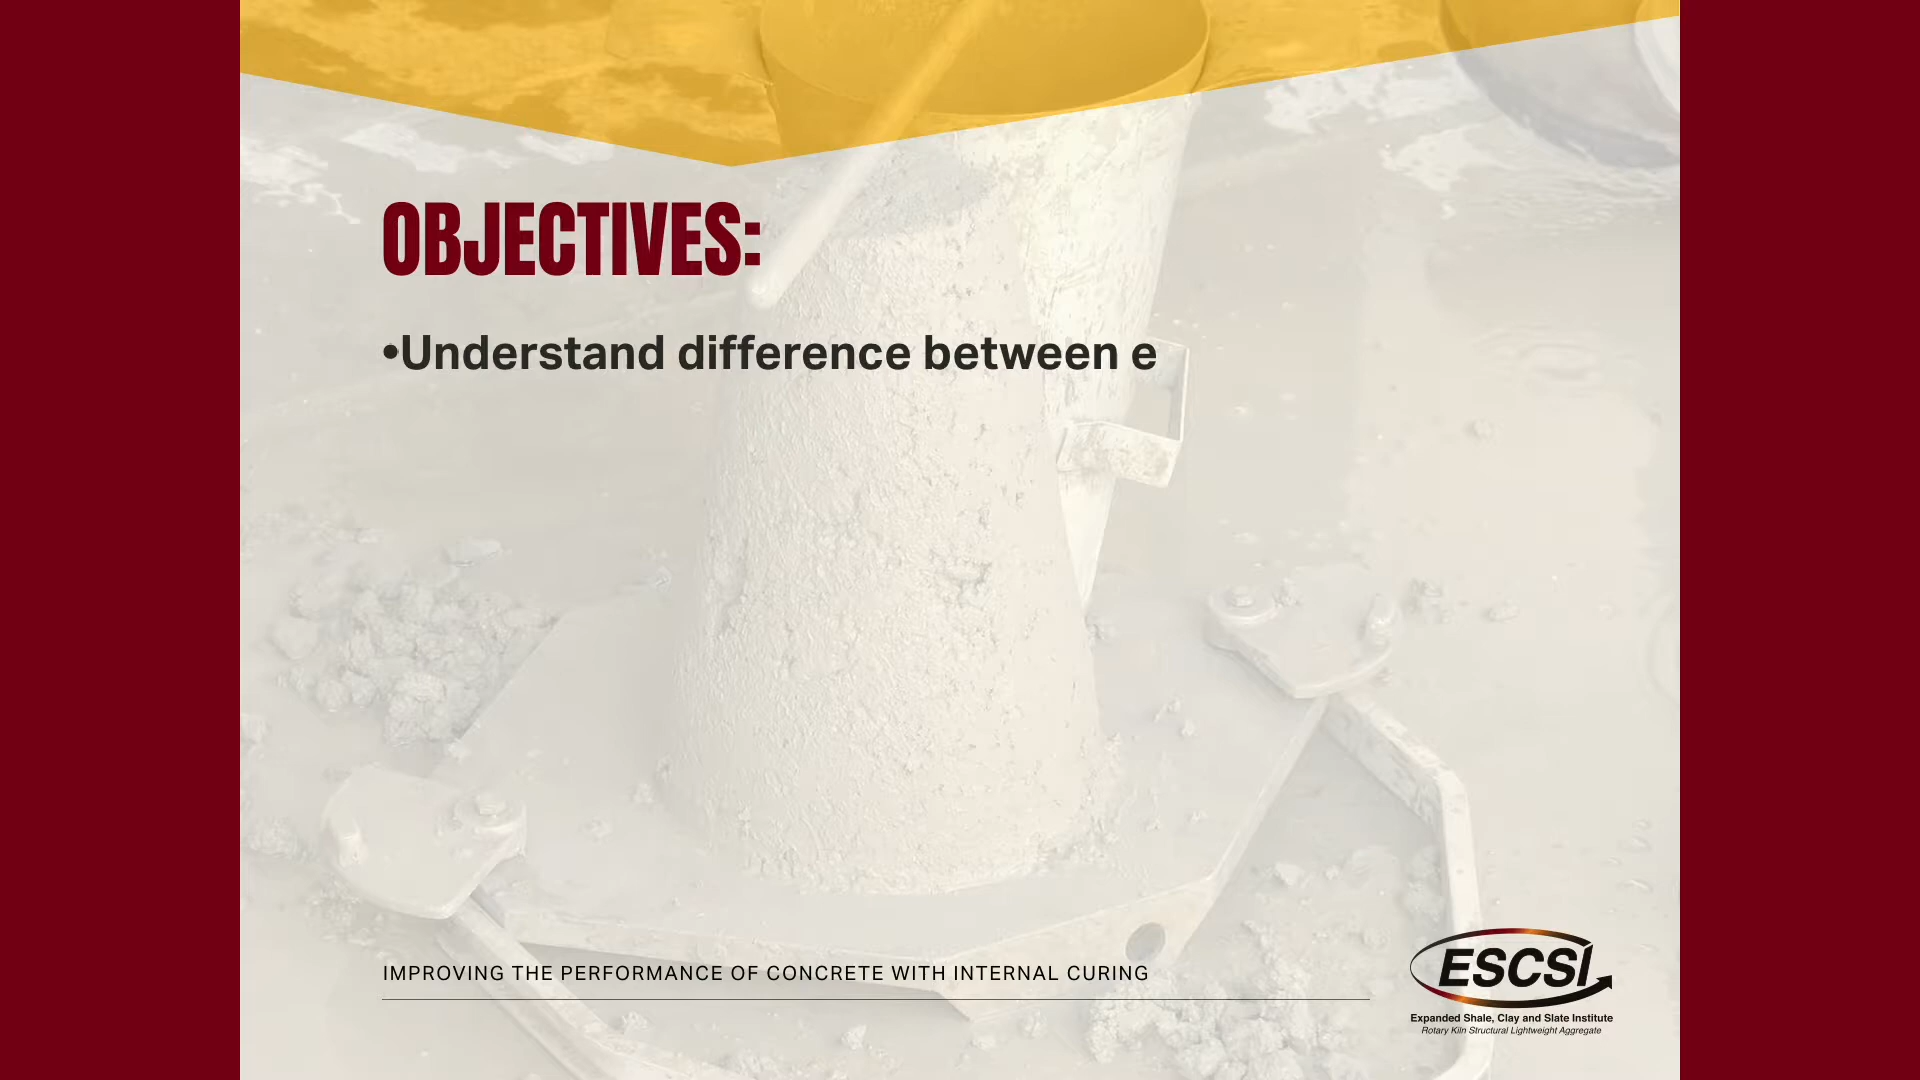 OBJECTIVES:
•Understand difference between e
IMPROVING THE PERFORMANCE OF CONCRETE WITH INTERNAL CURING
ESCSI
Expanded Shale, Clay and Slate Institute
Rotary Kiln Structural Lightweight Aggregate